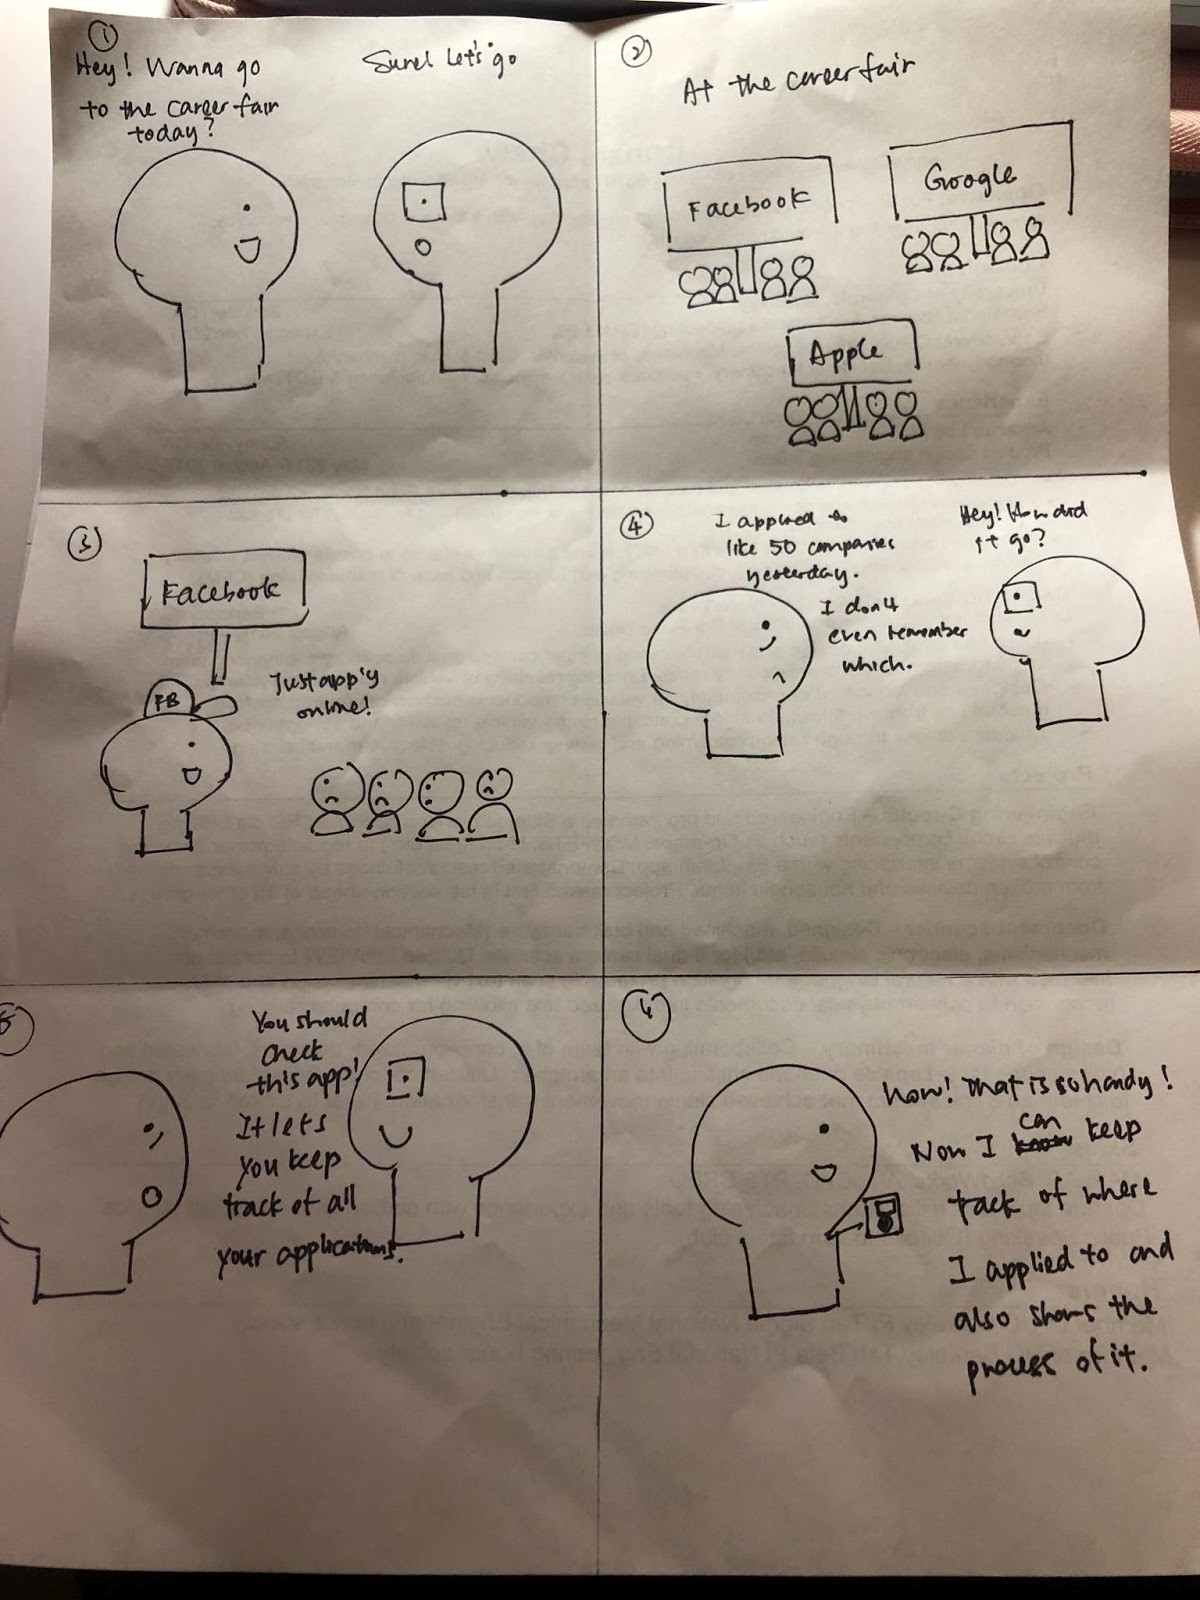 1
Hey! Wanna go
to the career fair
today?
Sure! Let's go
2
At the career fair
Facebook
Google
Apple
3
Facebook
FB
Just apply
online!
4
I applied to
like 50 companies
yesterday.
I don't
even remember
which.
Hey! How did
it go?
5
You should
check
this app!
It lets
you keep
track of all
your applications.
Wow! That is so handy!
Now I can keep
track of where
I applied to and
also shows the
process of it.